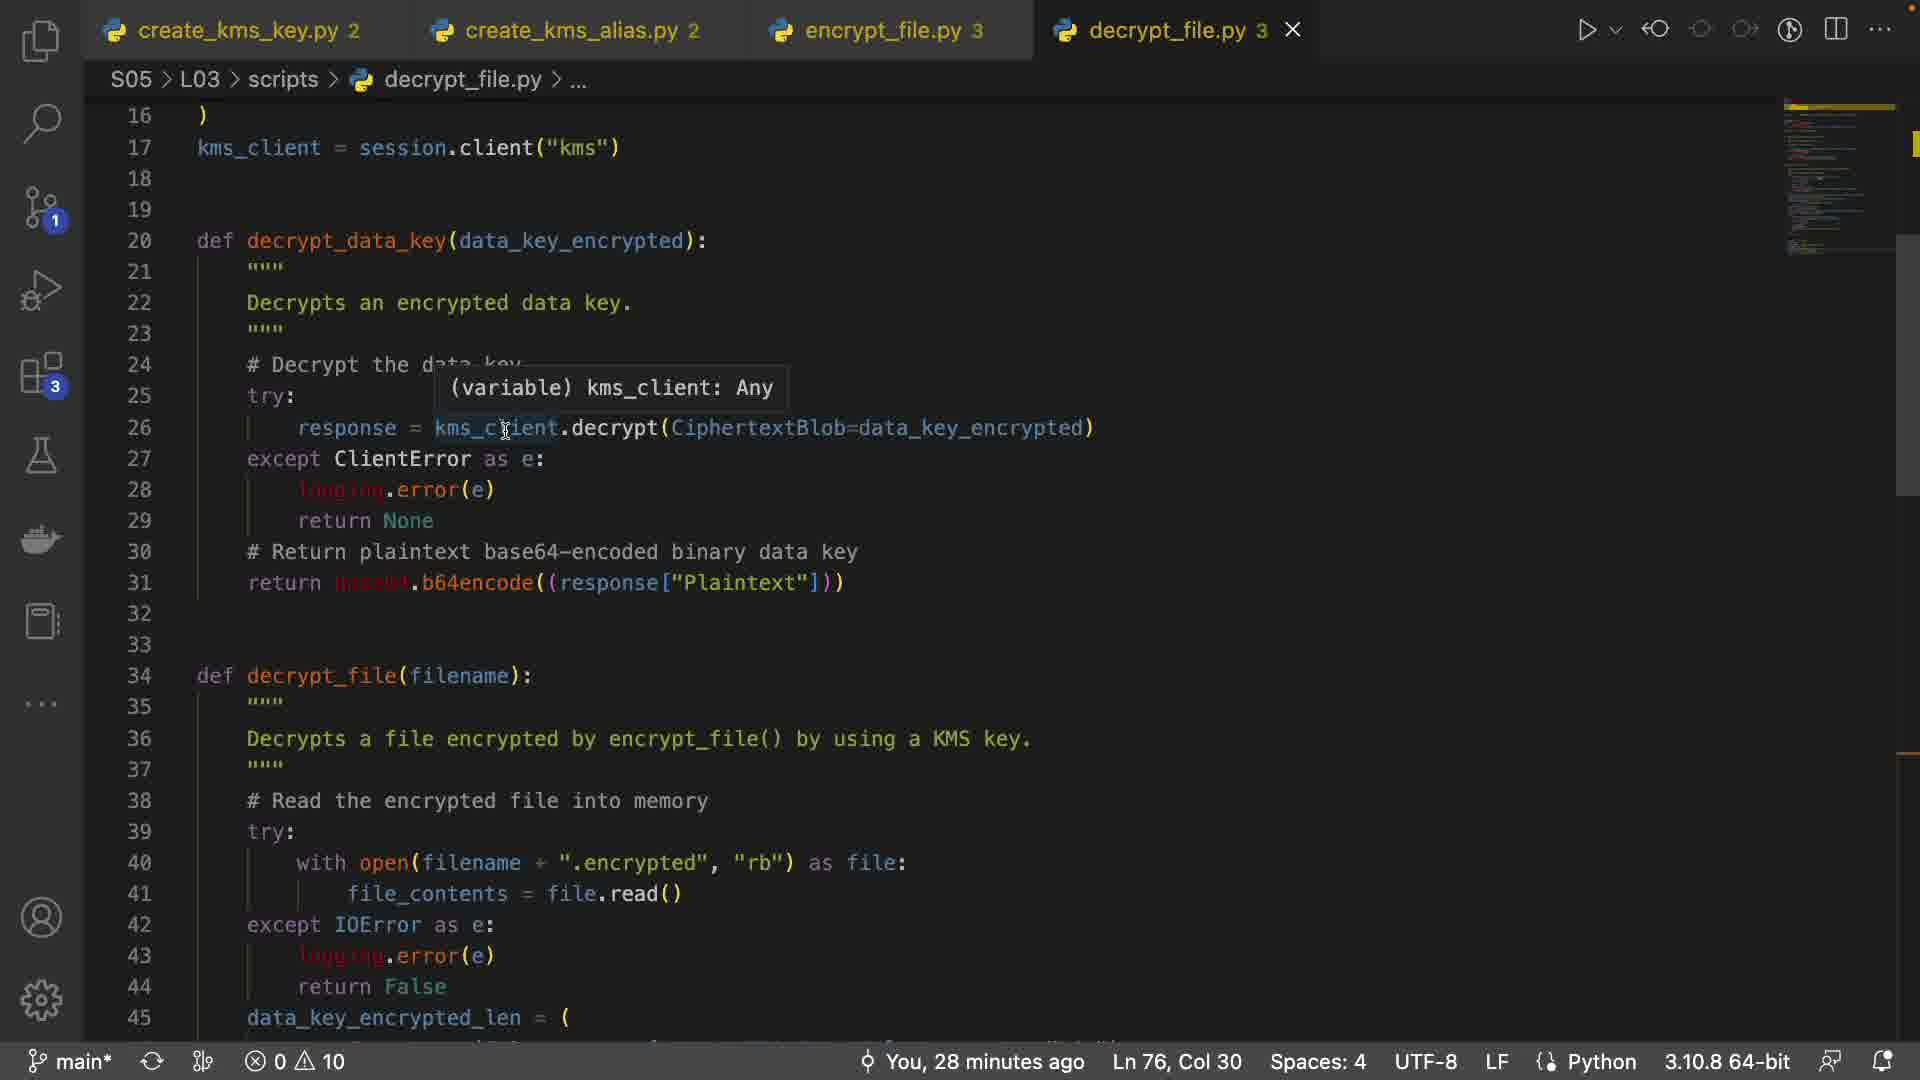 create_kms_key.py 2
create_kms_alias.py 2
encrypt_file.py 3
decrypt_file.py 3
S05 > L03 > scripts > decrypt_file.py > ...
16 )
17 kms_client = session.client("kms")
18
19
20 def decrypt_data_key(data_key_encrypted):
21 """
22 Decrypts an encrypted data key.
23 """
24 # Decrypt the data key
(variable) kms_client: Any
25 try:
26 response = kms_client.decrypt(CiphertextBlob=data_key_encrypted)
27 except ClientError as e:
28 logging.error(e)
29 return None
30 # Return plaintext base64-encoded binary data key
31 return base64.b64encode((response["Plaintext"]))
32
33
34 def decrypt_file(filename):
35 """
36 Decrypts a file encrypted by encrypt_file() by using a KMS key.
37 """
38 # Read the encrypted file into memory
39 try:
40 with open(filename + ".encrypted", "rb") as file:
41 file_contents = file.read()
42 except IOError as e:
43 logging.error(e)
44 return False
45 data_key_encrypted_len = (
1
3
main* 0 10 You, 28 minutes ago Ln 76, Col 30 Spaces: 4 UTF-8 LF Python 3.10.8 64-bit